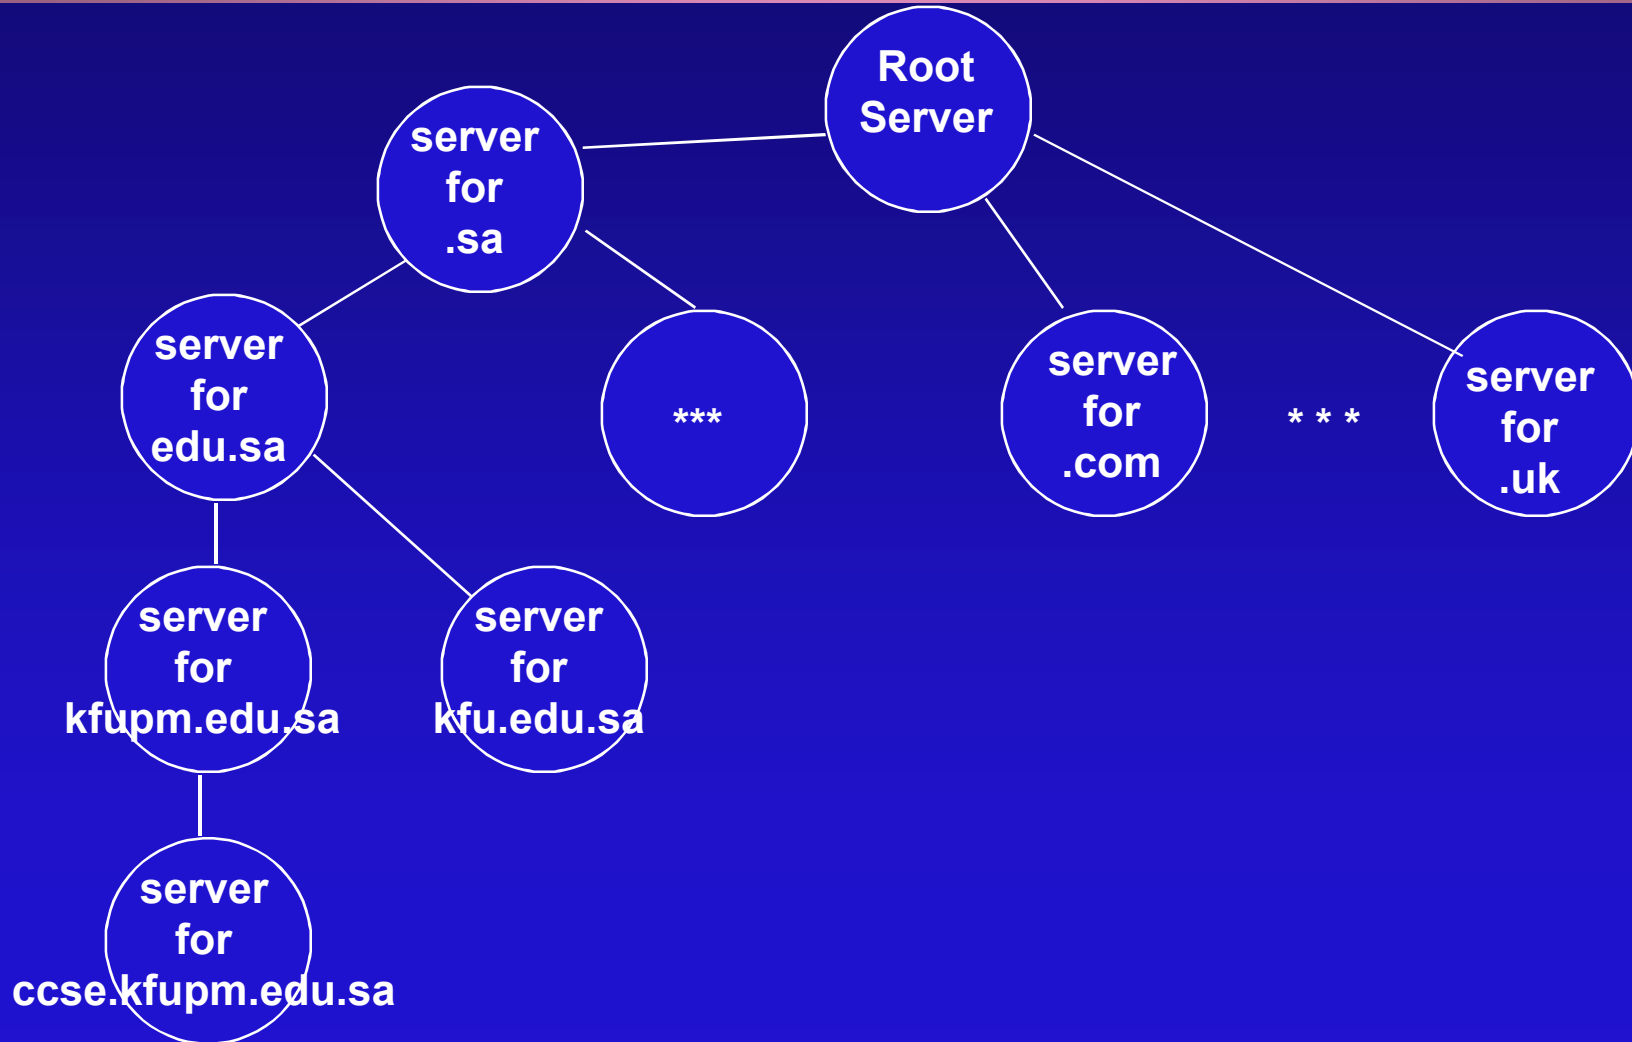 Root
Server
server
for
.sa
server
for
edu.sa
***
server
for
.com
* * *
server
for
.uk
server
for
kfupm.edu.sa
server
for
kfu.edu.sa
server
for
ccse.kfupm.edu.sa